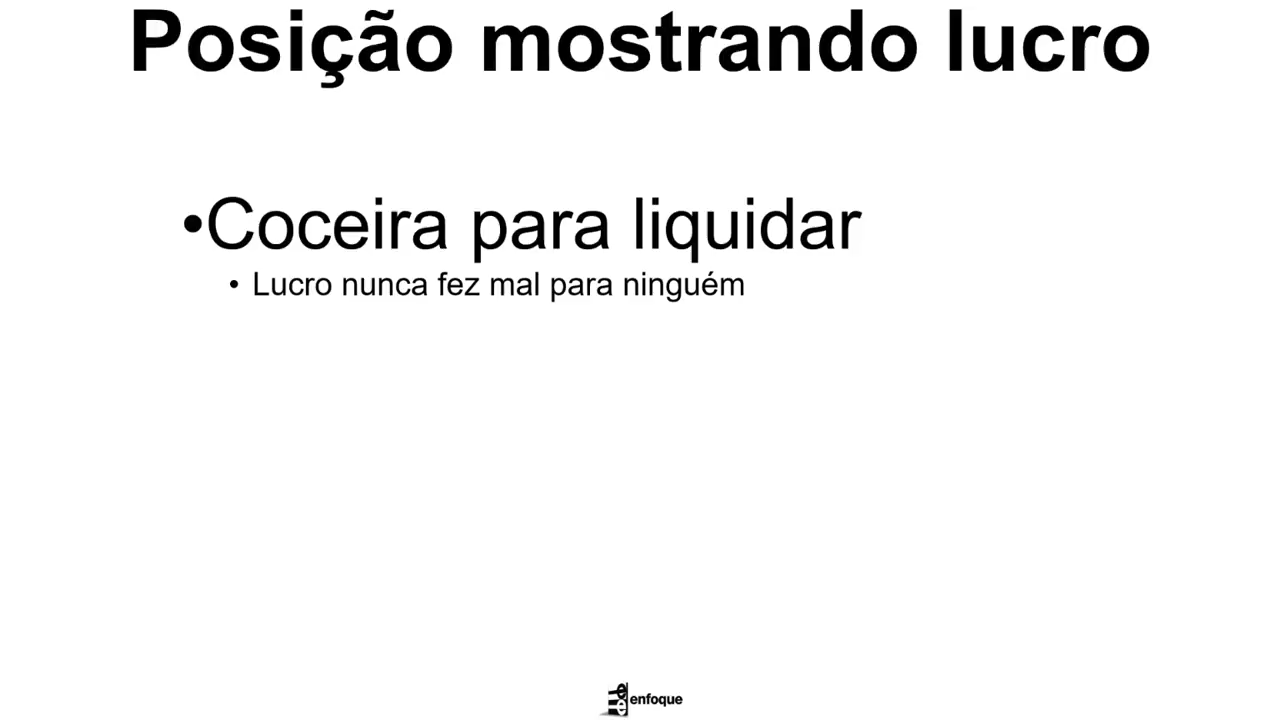 Posição mostrando lucro
•Coceira para liquidar
• Lucro nunca fez mal para ninguém
enfoque